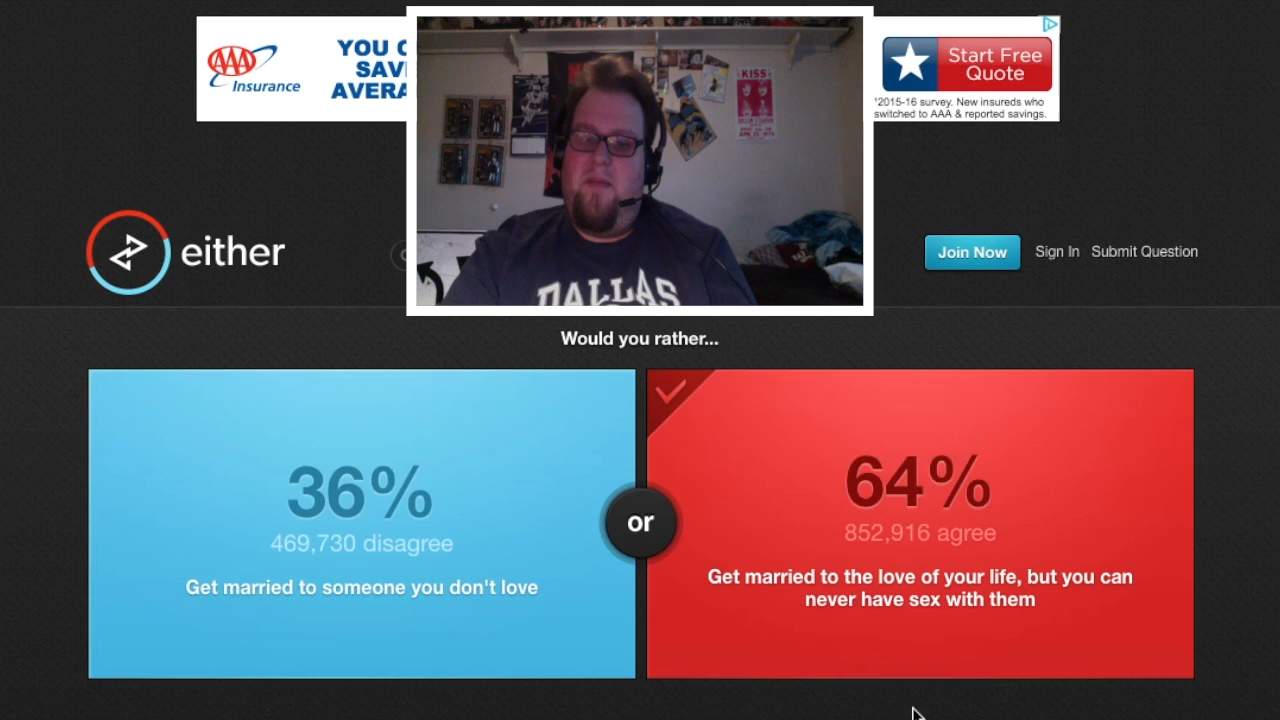 AAA
Insurance
YOU
SAV
AVERA
Start Free
Quote
†2015-16 survey. New insureds who
switched to AAA & reported savings.
KISS
either
Join Now
Sign In
Submit Question
DALLAS
Would you rather...
36%
469,730 disagree
Get married to someone you don't love
or
64%
852,916 agree
Get married to the love of your life, but you can
never have sex with them